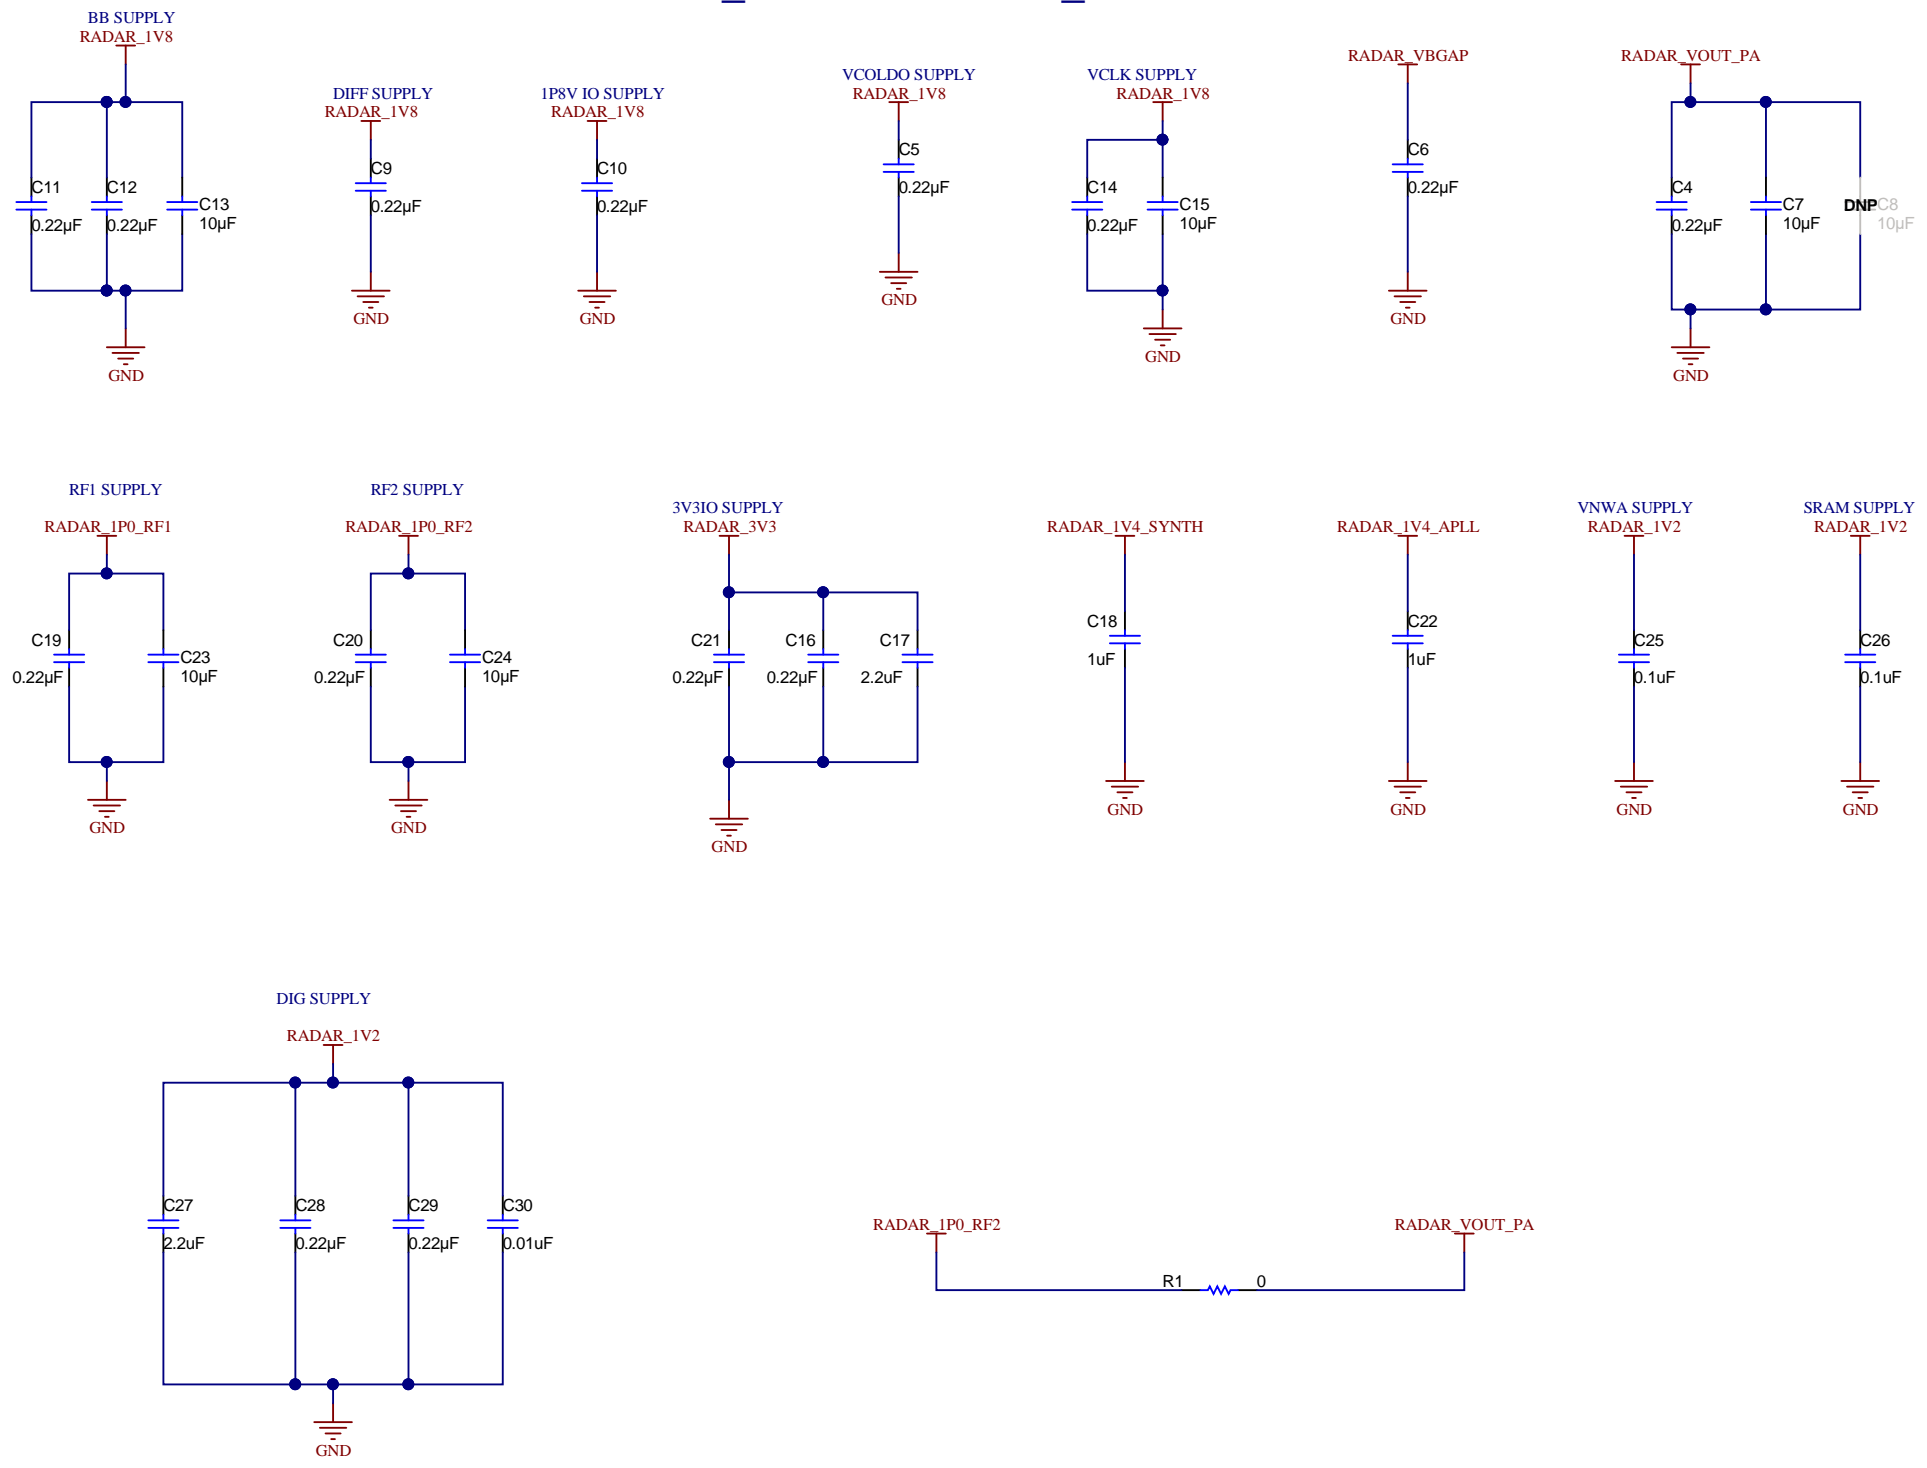 BB SUPPLY
RADAR_1V8
C11
0.22µF
C12
0.22µF
C13
10µF
GND
DIFF SUPPLY
RADAR_1V8
C9
0.22µF
GND
1P8V IO SUPPLY
RADAR_1V8
C10
0.22µF
GND
VCOLDO SUPPLY
RADAR_1V8
C5
0.22µF
GND
VCLK SUPPLY
RADAR_1V8
C14
0.22µF
C15
10µF
GND
RADAR_VBGAP
C6
0.22µF
GND
RADAR_VOUT_PA
C4
0.22µF
C7
10µF
DNP
C8
10µF
GND
RF1 SUPPLY
RADAR_1P0_RF1
C19
0.22µF
C23
10µF
GND
RF2 SUPPLY
RADAR_1P0_RF2
C20
0.22µF
C24
10µF
GND
3V3IO SUPPLY
RADAR_3V3
C21
0.22µF
C16
0.22µF
C17
2.2uF
GND
RADAR_1V4_SYNTH
C18
1uF
GND
RADAR_1V4_APLL
C22
1uF
GND
VNWA SUPPLY
RADAR_1V2
C25
0.1uF
GND
SRAM SUPPLY
RADAR_1V2
C26
0.1uF
GND
DIG SUPPLY
RADAR_1V2
C27
2.2uF
C28
0.22µF
C29
0.22µF
C30
0.01uF
GND
RADAR_1P0_RF2
RADAR_VOUT_PA
R1
0